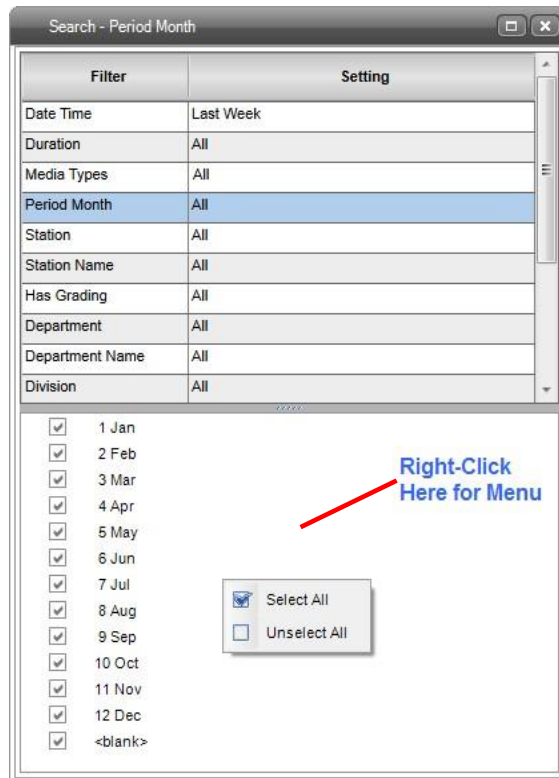 Search - Period Month
Filter Setting
Date Time Last Week
Duration All
Media Types All
Period Month All
Station All
Station Name All
Has Grading All
Department All
Department Name All
Division All
1 Jan
2 Feb
3 Mar
4 Apr
5 May
6 Jun
7 Jul
8 Aug
9 Sep
10 Oct
11 Nov
12 Dec
<blank>
Right-Click
Here for Menu
Select All
Unselect All